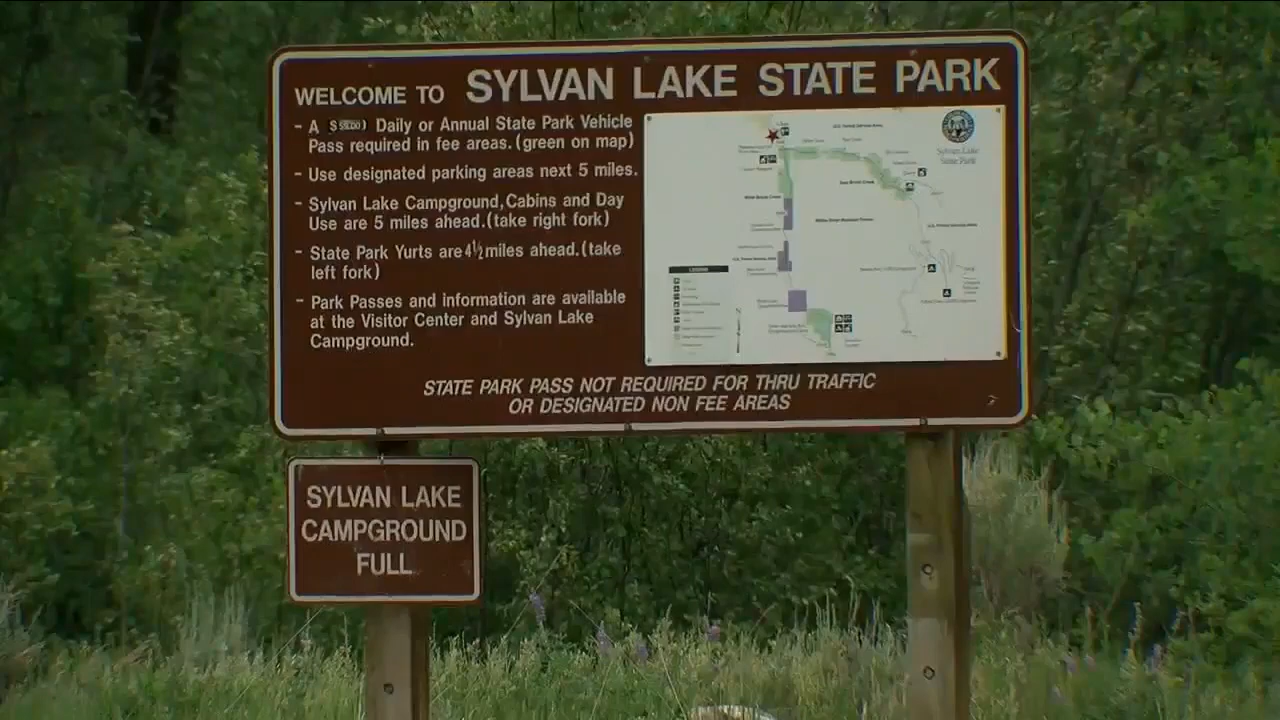 WELCOME TO SYLVAN LAKE STATE PARK
- A Daily or Annual State Park Vehicle
Pass required in fee areas. (green on map)
- Use designated parking areas next 5 miles.
- Sylvan Lake Campground, Cabins and Day
Use are 5 miles ahead. (take right fork)
- State Park Yurts are 4½ miles ahead. (take
left fork)
- Park Passes and information are available
at the Visitor Center and Sylvan Lake
Campground.
Sylvan Lake
State Park
STATE PARK PASS NOT REQUIRED FOR THRU TRAFFIC
OR DESIGNATED NON FEE AREAS
SYLVAN LAKE
CAMPGROUND
FULL